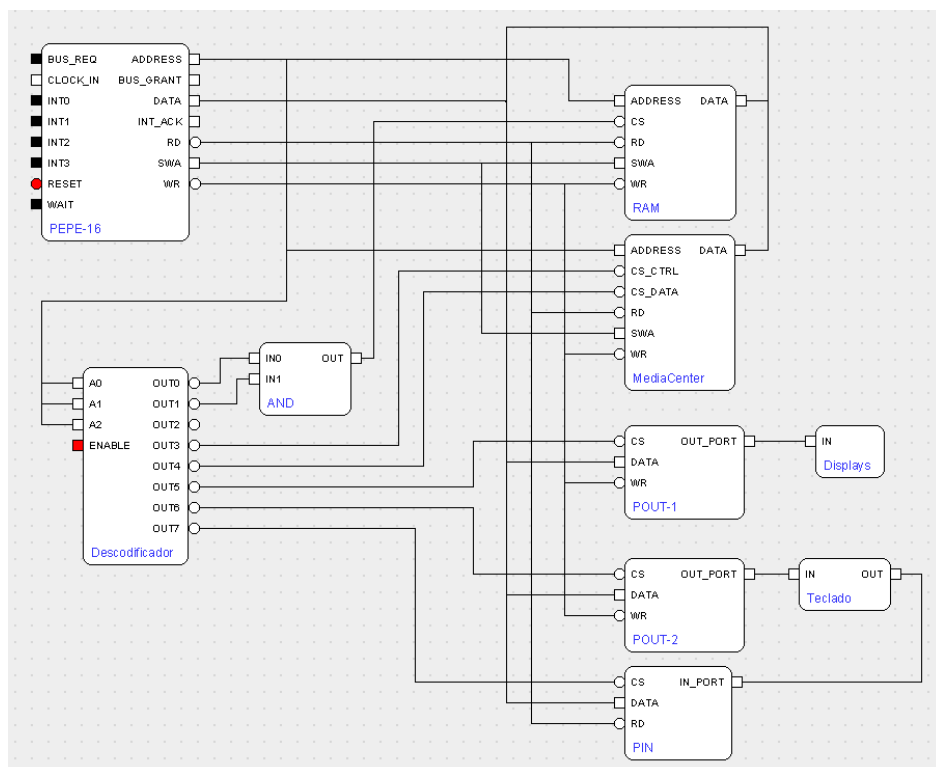 BUS_REQ ADDRESS
CLOCK_IN BUS_GRANT
INT0 DATA
INT1 INT_ACK
INT2 RD
INT3 SWA
RESET WR
WAIT
PEPE-16
ADDRESS DATA
CS
RD
SWA
WR
RAM
ADDRESS DATA
CS_CTRL
CS_DATA
RD
SWA
WR
MediaCenter
IN0 OUT
IN1
AND
A0 OUT0
A1 OUT1
A2 OUT2
ENABLE OUT3
OUT4
OUT5
OUT6
OUT7
Descodificador
CS OUT_PORT
DATA
WR
POUT-1
IN
Displays
CS OUT_PORT
DATA
WR
POUT-2
IN OUT
Teclado
CS IN_PORT
DATA
RD
PIN